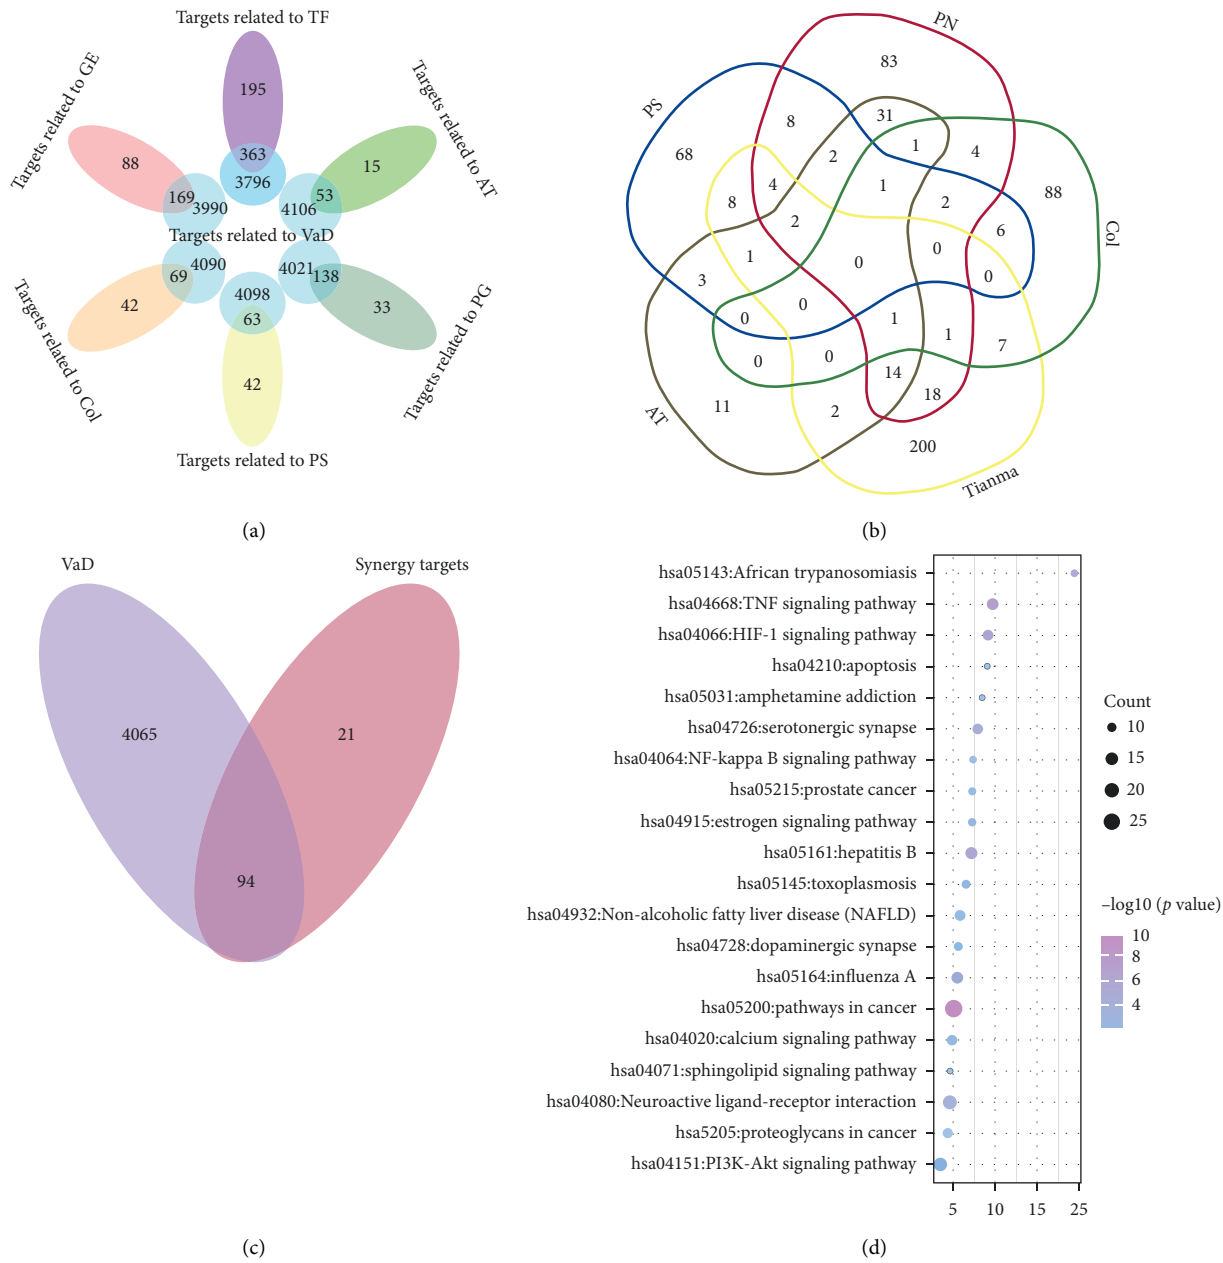 Targets related to TF
Targets related to GE
Targets related to AT
195
88
15
363
3796
169
3990
4106
53
Targets related to VaD
4090
69
4021
138
4098
63
42
33
42
Targets related to Col
Targets related to PG
Targets related to PS
(a)
PN
PS
Col
AT
Tianma
83
31
8
1
4
68
2
88
4
1
8
2
2
6
1
0
0
3
0
0
0
0
1
1
7
0
0
14
11
2
18
200
(b)
VaD
Synergy targets
4065
21
94
(c)
hsa05143:African trypanosomiasis
hsa04668:TNF signaling pathway
hsa04066:HIF-1 signaling pathway
hsa04210:apoptosis
hsa05031:amphetamine addiction
hsa04726:serotonergic synapse
hsa04064:NF-kappa B signaling pathway
hsa05215:prostate cancer
hsa04915:estrogen signaling pathway
hsa05161:hepatitis B
hsa05145:toxoplasmosis
hsa04932:Non-alcoholic fatty liver disease (NAFLD)
hsa04728:dopaminergic synapse
hsa05164:influenza A
hsa05200:pathways in cancer
hsa04020:calcium signaling pathway
hsa04071:sphingolipid signaling pathway
hsa04080:Neuroactive ligand-receptor interaction
hsa5205:proteoglycans in cancer
hsa04151:PI3K-Akt signaling pathway
5 10 15 25
Count
10
15
20
25
–log10 (p value)
10
8
6
4
(d)